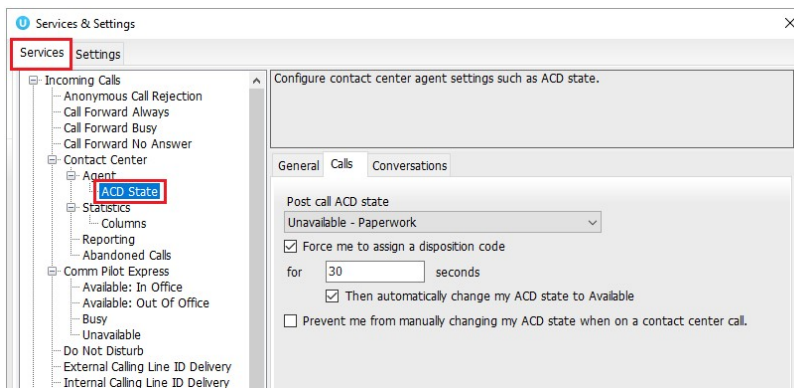 Services & Settings
Services Settings
Incoming Calls
Anonymous Call Rejection
Call Forward Always
Call Forward Busy
Call Forward No Answer
Contact Center
Agent
ACD State
Statistics
Columns
Reporting
Abandoned Calls
Comm Pilot Express
Available: In Office
Available: Out Of Office
Busy
Unavailable
Do Not Disturb
External Calling Line ID Delivery
Internal Calling Line ID Delivery
Configure contact center agent settings such as ACD state.
General Calls Conversations
Post call ACD state
Unavailable - Paperwork
Force me to assign a disposition code
for 30 seconds
Then automatically change my ACD state to Available
Prevent me from manually changing my ACD state when on a contact center call.